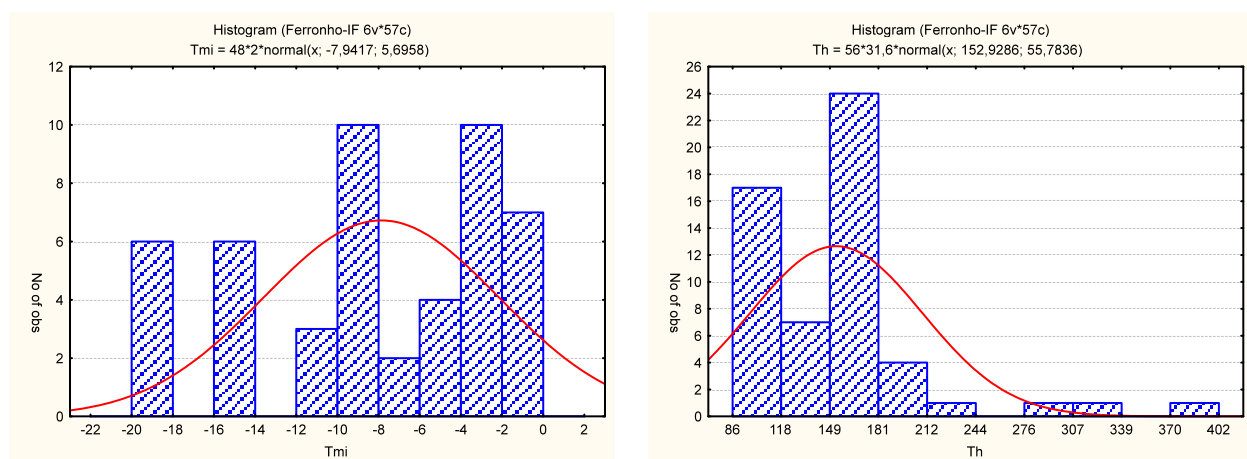 Histogram (Ferronho-IF 6v*57c)
Tmi = 48*2*normal(x; -7,9417; 5,6958)
12
10
8
6
4
2
0
No of obs
-22 -20 -18 -16 -14 -12 -10 -8 -6 -4 -2 0 2
Tmi
Histogram (Ferronho-IF 6v*57c)
Th = 56*31,6*normal(x; 152,9286; 55,7836)
26
24
22
20
18
16
14
12
10
8
6
4
2
0
No of obs
86 118 149 181 212 244 276 307 339 370 402
Th